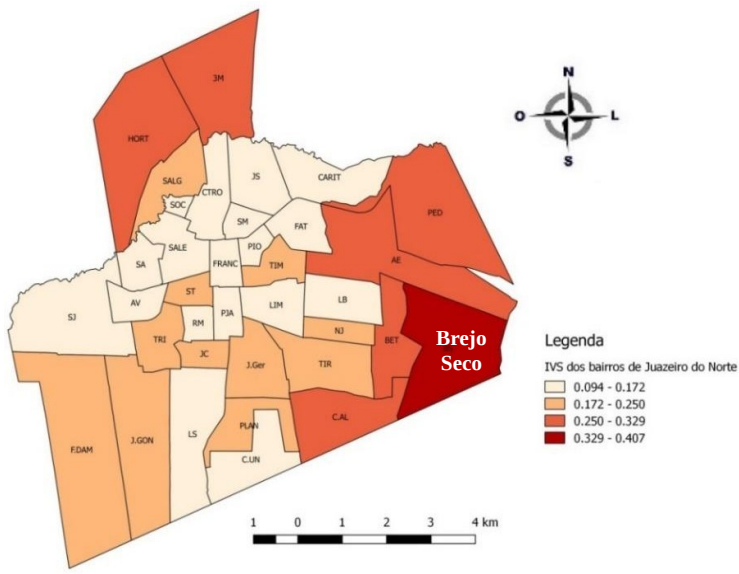 3M
N
HORT
O
L
S
SALG
JS
CARIT
CTRO
SOC
SM
PED
FAT
SALE
PIO
SA
FRANC
TIM
AE
ST
AV
LIM
LB
SJ
RM
PJA
NJ
BET
Brejo
Seco
TRI
JC
J.Ger
TIR
Legenda
IVS dos bairros de Juazeiro do Norte
0.094 - 0.172
0.172 - 0.250
0.250 - 0.329
0.329 - 0.407
C.AL
PLAN
LS
J.GON
F.DAM
C.UN
1 0 1 2 3 4 km